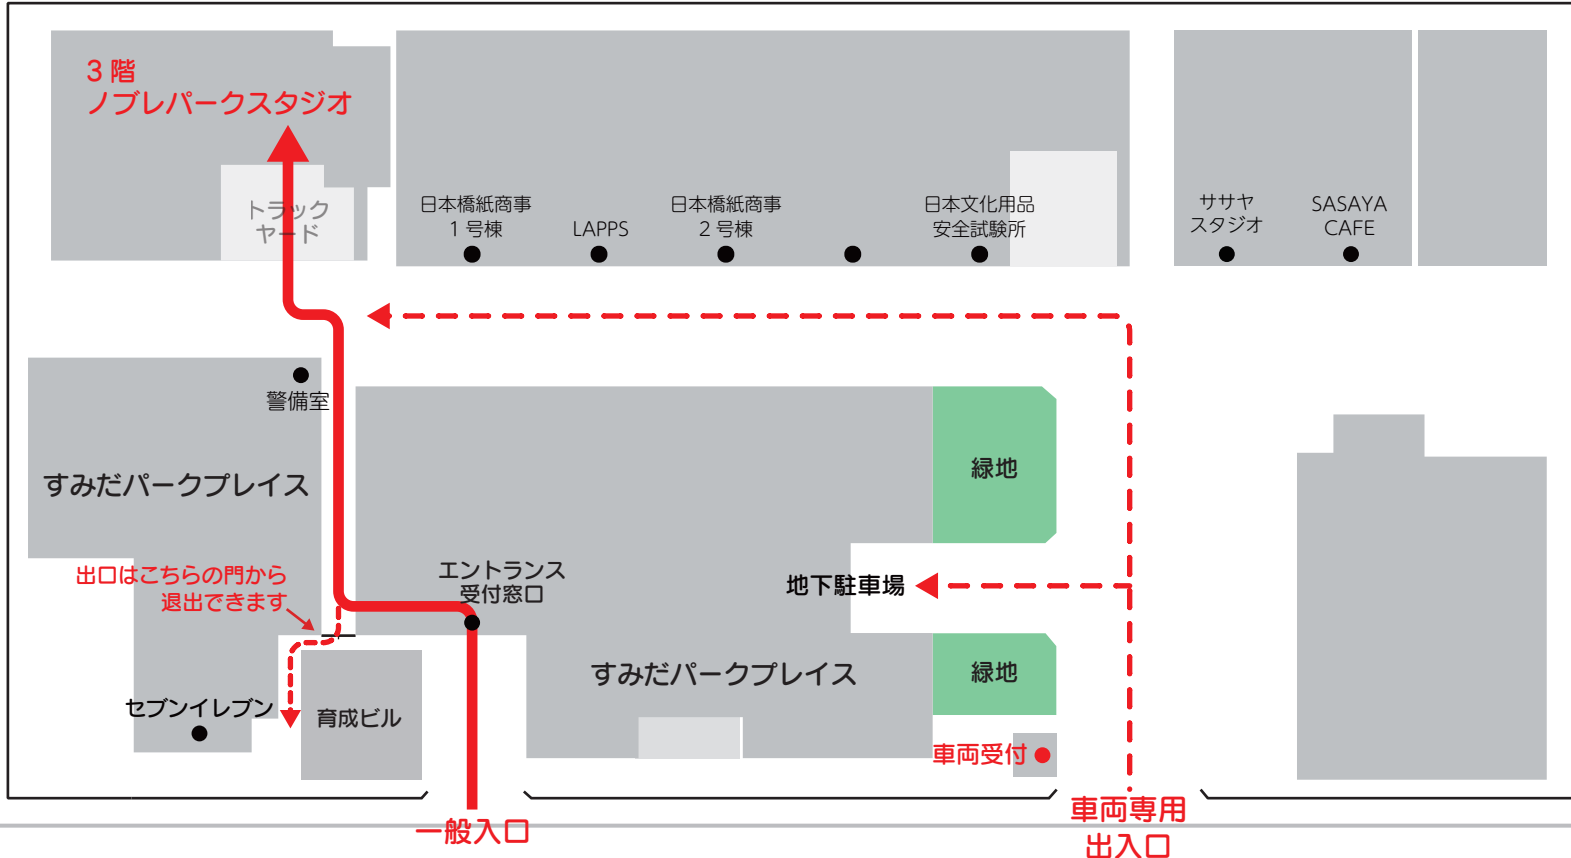 3階
ノブレパークスタジオ
トラック
ヤード
日本橋紙商事
1号棟
LAPPS
日本橋紙商事
2号棟
日本文化用品
安全試験所
ササヤ
スタジオ
SASAYA
CAFE
警備室
すみだパークプレイス
緑地
出口はこちらの門から
退出できます
エントランス
受付窓口
地下駐車場
すみだパークプレイス
緑地
セブンイレブン
育成ビル
車両受付
一般入口
車両専用
出入口